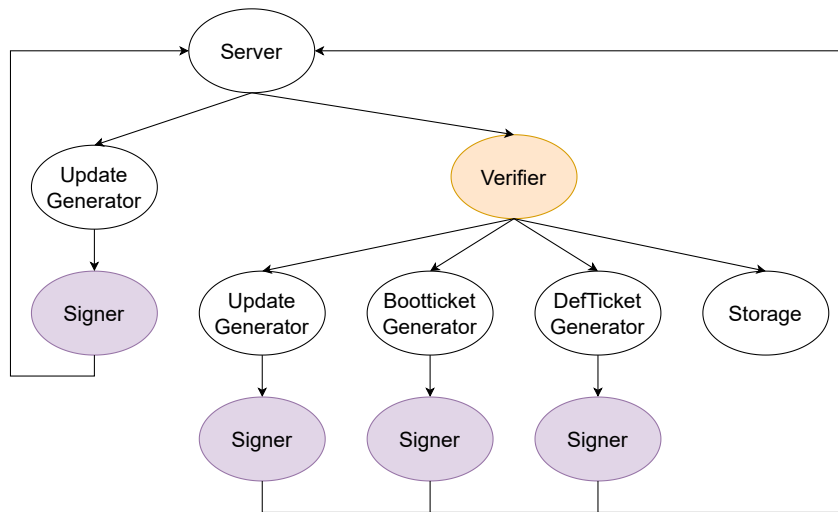 Server
Update
Generator
Verifier
Signer
Update
Generator
Bootticket
Generator
DefTicket
Generator
Storage
Signer
Signer
Signer